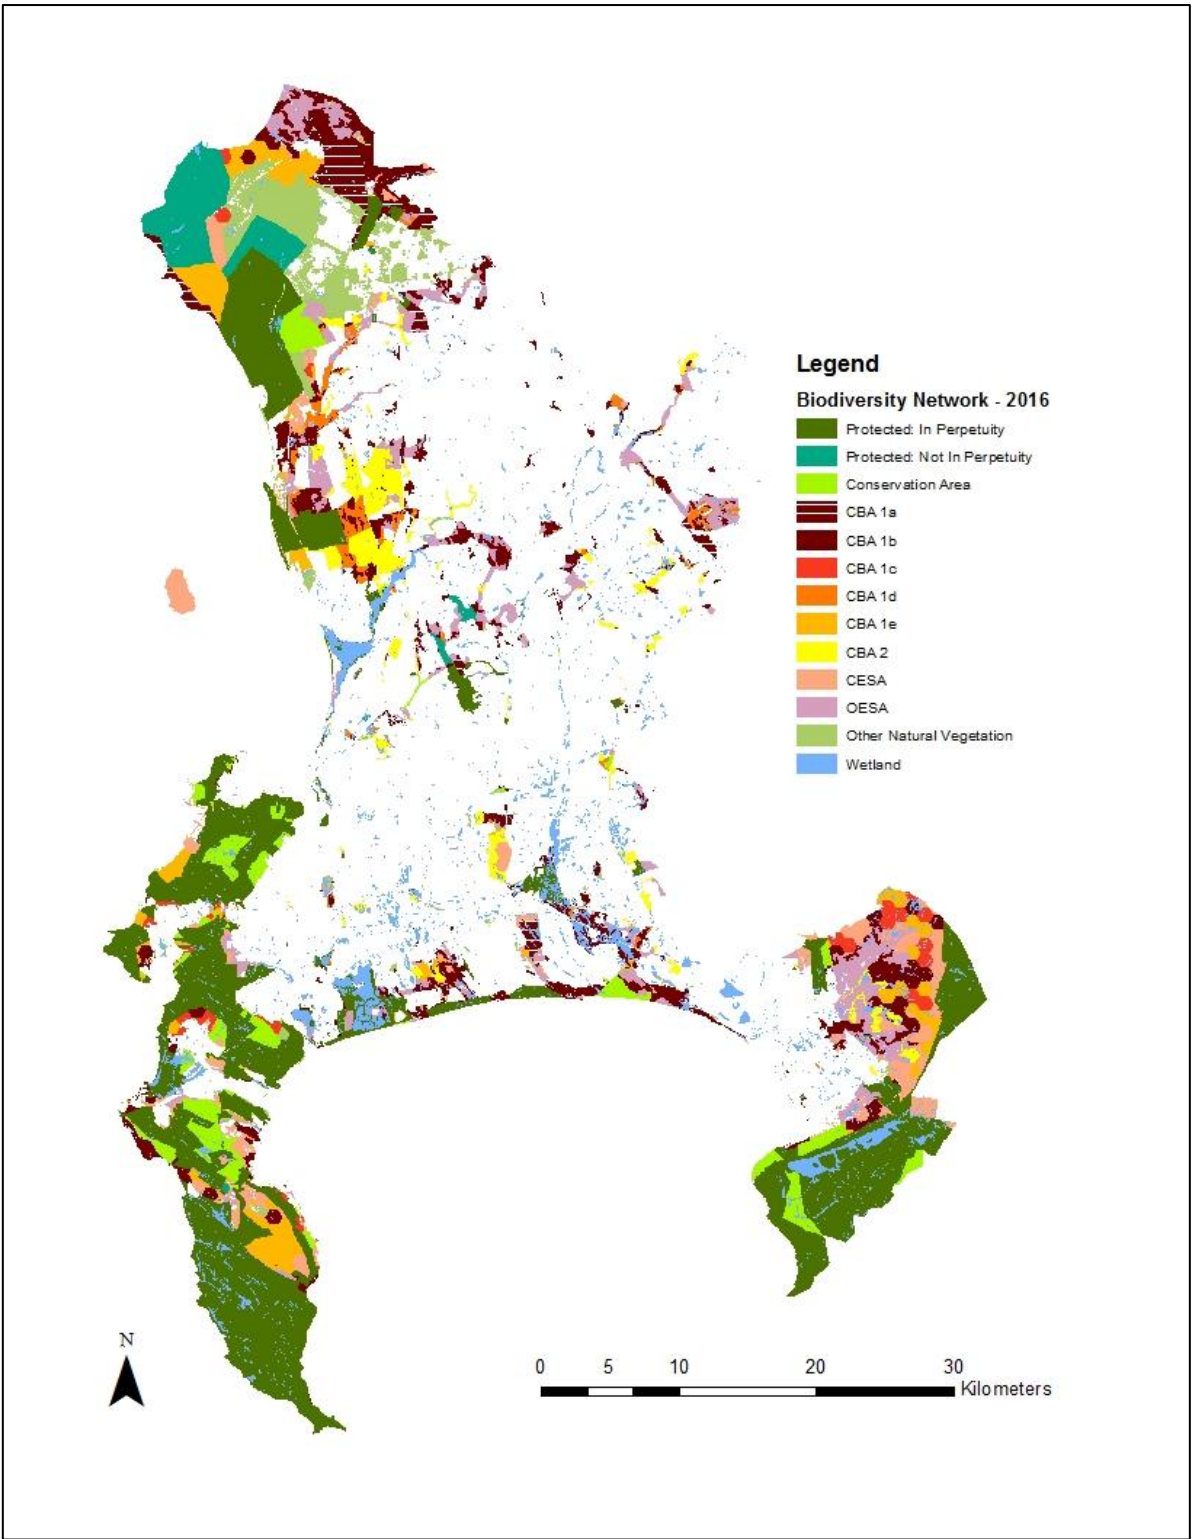 Legend
Biodiversity Network - 2016
Protected: In Perpetuity
Protected: Not In Perpetuity
Conservation Area
CBA 1a
CBA 1b
CBA 1c
CBA 1d
CBA 1e
CBA 2
CESA
OESA
Other Natural Vegetation
Wetland
N
0 5 10 20 30
Kilometers